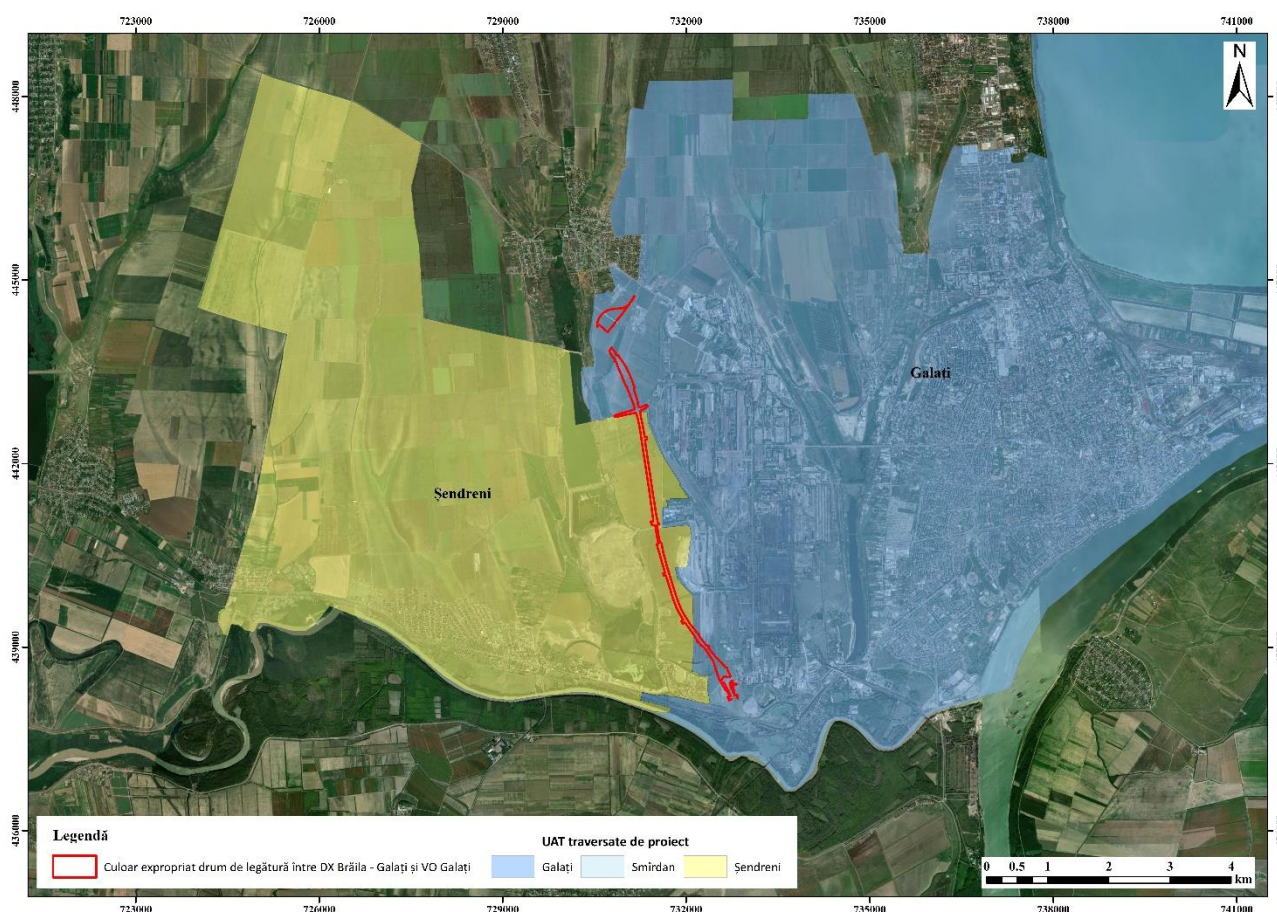 723000 726000 729000 732000 735000 738000 741000
N
448000
445000
442000
439000
436000
Galați
Șendreni
Legendă
Culoar expropriat drum de legătură între DX Brăila - Galați și VO Galați
UAT traversate de proiect
Galați Smîrdan Șendreni
0 0.5 1 2 3 4
km
723000 726000 729000 732000 735000 738000 741000